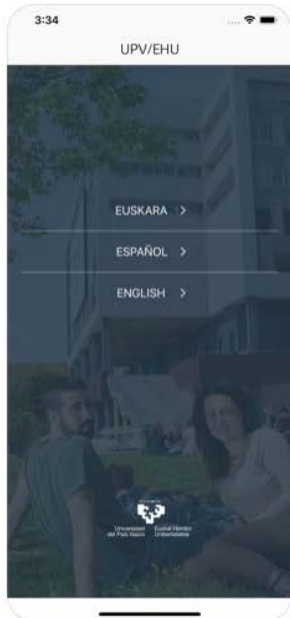 3:34
UPV/EHU
EUSKARA >
ESPAÑOL >
ENGLISH >
Universidad Euskal Herriko
del País Vasco Unibertsitatea